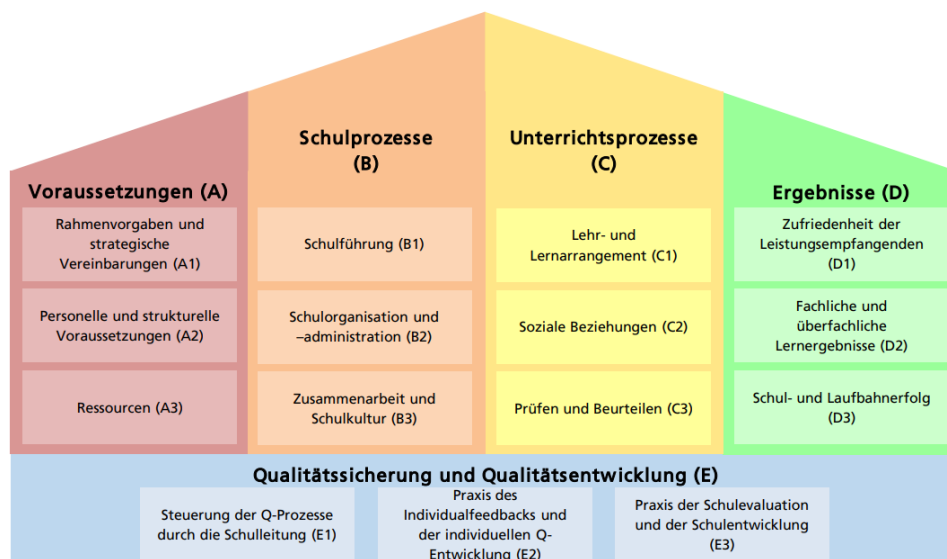 Voraussetzungen (A)
Rahmenvorgaben und
strategische
Vereinbarungen (A1)
Personelle und strukturelle
Voraussetzungen (A2)
Ressourcen (A3)
Schulprozesse
(B)
Schulführung (B1)
Schulorganisation und
–administration (B2)
Zusammenarbeit und
Schulkultur (B3)
Unterrichtsprozesse
(C)
Lehr- und
Lernarrangement (C1)
Soziale Beziehungen (C2)
Prüfen und Beurteilen (C3)
Ergebnisse (D)
Zufriedenheit der
Leistungsempfangenden
(D1)
Fachliche und
überfachliche
Lernergebnisse (D2)
Schul- und Laufbahnerfolg
(D3)
Qualitätssicherung und Qualitätsentwicklung (E)
Steuerung der Q-Prozesse
durch die Schulleitung (E1)
Praxis des
Individualfeedbacks und
der individuellen Q-
Entwicklung (E2)
Praxis der Schulevaluation
und der Schulentwicklung
(E3)